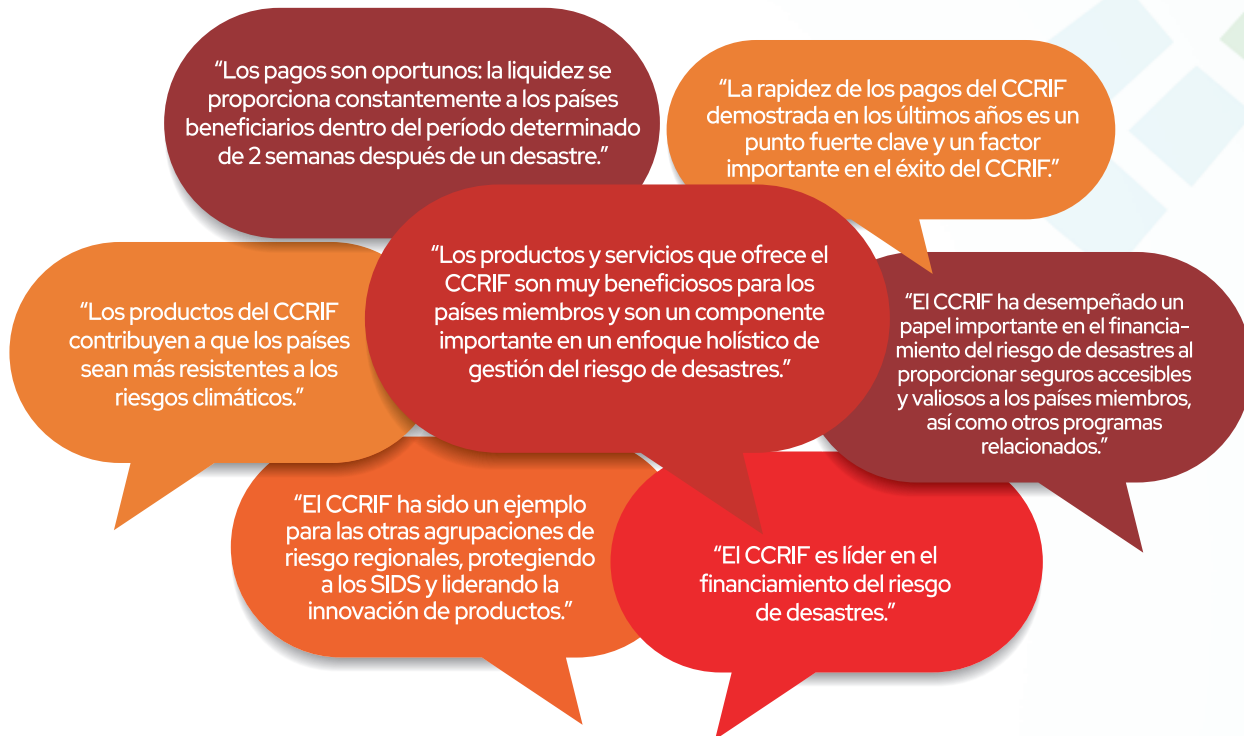 “Los pagos son oportunos: la liquidez se
proporciona constantemente a los países
beneficiarios dentro del período determinado
de 2 semanas después de un desastre.”
“La rapidez de los pagos del CCRIF
demostrada en los últimos años es un
punto fuerte clave y un factor
importante en el éxito del CCRIF.”
“Los productos del CCRIF
contribuyen a que los países
sean más resistentes a los
riesgos climáticos.”
“Los productos y servicios que ofrece el
CCRIF son muy beneficiosos para los
países miembros y son un componente
importante en un enfoque holístico de
gestión del riesgo de desastres.”
“El CCRIF ha desempeñado un
papel importante en el financia-
miento del riesgo de desastres al
proporcionar seguros accesibles
y valiosos a los países miembros,
así como otros programas
relacionados.”
“El CCRIF ha sido un ejemplo
para las otras agrupaciones de
riesgo regionales, protegiendo
a los SIDS y liderando la
innovación de productos.”
“El CCRIF es líder en el
financiamiento del riesgo
de desastres.”